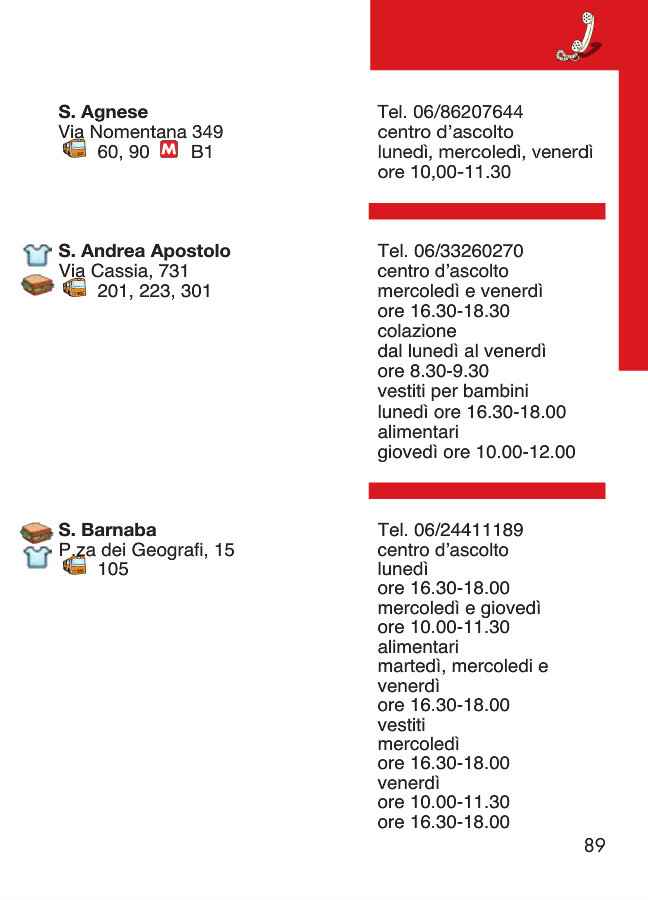 S. Agnese
Via Nomentana 349
60, 90 M B1
Tel. 06/86207644
centro d'ascolto
lunedì, mercoledì, venerdì
ore 10,00-11.30
S. Andrea Apostolo
Via Cassia, 731
201, 223, 301
Tel. 06/33260270
centro d'ascolto
mercoledì e venerdì
ore 16.30-18.30
colazione
dal lunedì al venerdì
ore 8.30-9.30
vestiti per bambini
lunedì ore 16.30-18.00
alimentari
giovedì ore 10.00-12.00
S. Barnaba
P.za dei Geografi, 15
105
Tel. 06/24411189
centro d'ascolto
lunedì
ore 16.30-18.00
mercoledì e giovedì
ore 10.00-11.30
alimentari
martedì, mercoledi e
venerdì
ore 16.30-18.00
vestiti
mercoledì
ore 16.30-18.00
venerdì
ore 10.00-11.30
ore 16.30-18.00
89